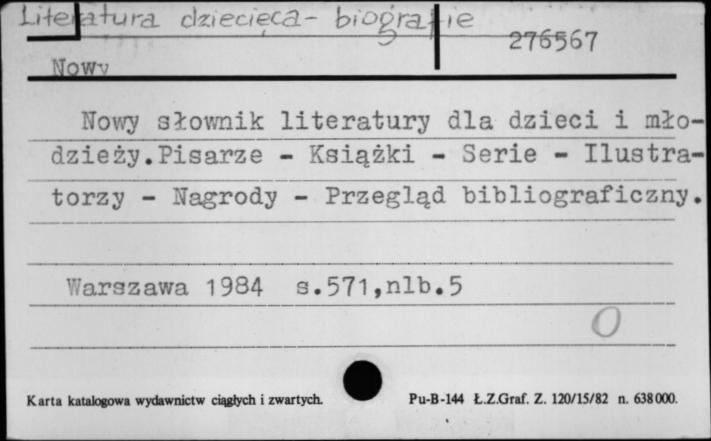 Literatura dziecięca - biografie
276567
Nowy
Nowy słownik literatury dla dzieci i mło-
dzieży.Pisarze - Książki - Serie - Ilustra-
torzy - Nagrody - Przegląd bibliograficzny.
Warszawa 1984 s.571,nlb.5
O
Karta katalogowa wydawnictw ciągłych i zwartych.
Pu-B-144 Ł.Z.Graf. Z. 120/15/82 n. 638000.